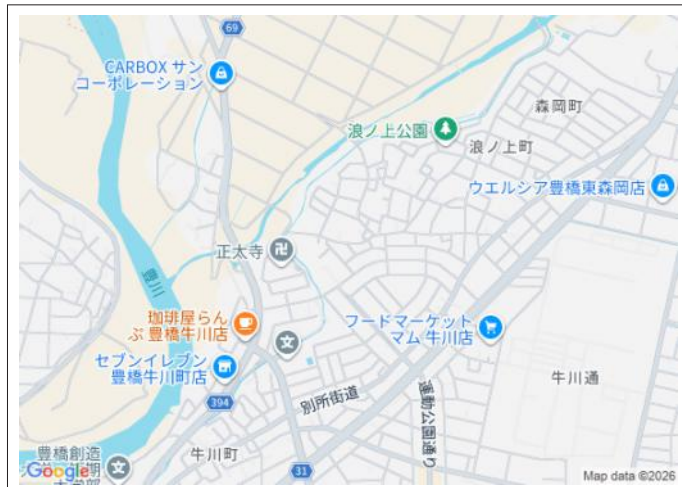 69
CARBOX サン
コーポレーション
森岡町
浪ノ上公園
浪ノ上町
ウエルシア豊橋東森岡店
正太寺
豊川
珈琲屋らん
ぷ 豊橋牛川店
フードマーケット
マム 牛川店
セブンイレブン
豊橋牛川町店
牛川通
別所街道
運動公園通り
394
牛川町
豊橋創造
31
Google
Map data ©2026